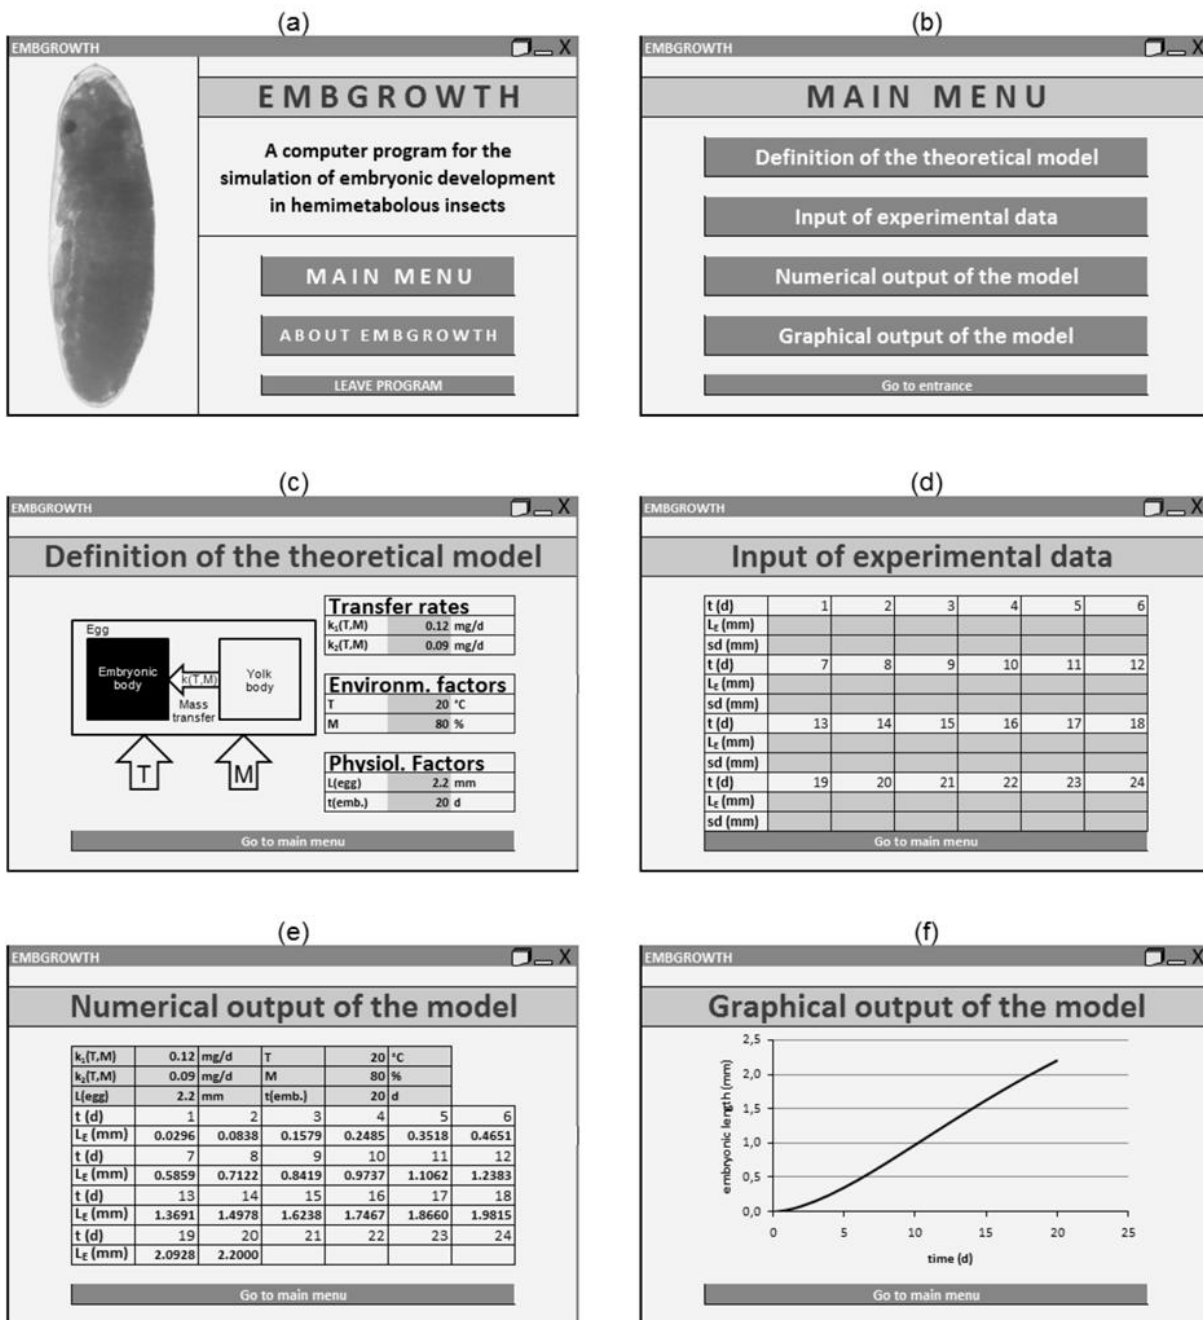 (a)
EMBGROWTH X
EMBGROWTH
A computer program for the
simulation of embryonic development
in hemimetabolous insects
MAIN MENU
ABOUT EMBGROWTH
LEAVE PROGRAM
(b)
EMBGROWTH X
MAIN MENU
Definition of the theoretical model
Input of experimental data
Numerical output of the model
Graphical output of the model
Go to entrance
(c)
EMBGROWTH X
Definition of the theoretical model
Egg
Embryonic
body
k(T,M)
Mass
transfer
Yolk
body
T
M
Transfer rates
k₁(T,M) 0.12 mg/d
k₂(T,M) 0.09 mg/d
Environm. factors
T 20 °C
M 80 %
Physiol. Factors
L(egg) 2.2 mm
t(emb.) 20 d
Go to main menu
(d)
EMBGROWTH X
Input of experimental data
t (d) 1 2 3 4 5 6
L_E (mm)
sd (mm)
t (d) 7 8 9 10 11 12
L_E (mm)
sd (mm)
t (d) 13 14 15 16 17 18
L_E (mm)
sd (mm)
t (d) 19 20 21 22 23 24
L_E (mm)
sd (mm)
Go to main menu
(e)
EMBGROWTH X
Numerical output of the model
k₁(T,M) 0.12 mg/d T 20 °C
k₂(T,M) 0.09 mg/d M 80 %
L(egg) 2.2 mm t(emb.) 20 d
t (d) 1 2 3 4 5 6
L_E (mm) 0.0296 0.0838 0.1579 0.2485 0.3518 0.4651
t (d) 7 8 9 10 11 12
L_E (mm) 0.5859 0.7122 0.8419 0.9737 1.1062 1.2383
t (d) 13 14 15 16 17 18
L_E (mm) 1.3691 1.4978 1.6238 1.7467 1.8660 1.9815
t (d) 19 20 21 22 23 24
L_E (mm) 2.0928 2.2000
Go to main menu
(f)
EMBGROWTH X
Graphical output of the model
embryonic length (mm)
2,5
2,0
1,5
1,0
0,5
0,0
0 5 10 15 20 25
time (d)
Go to main menu